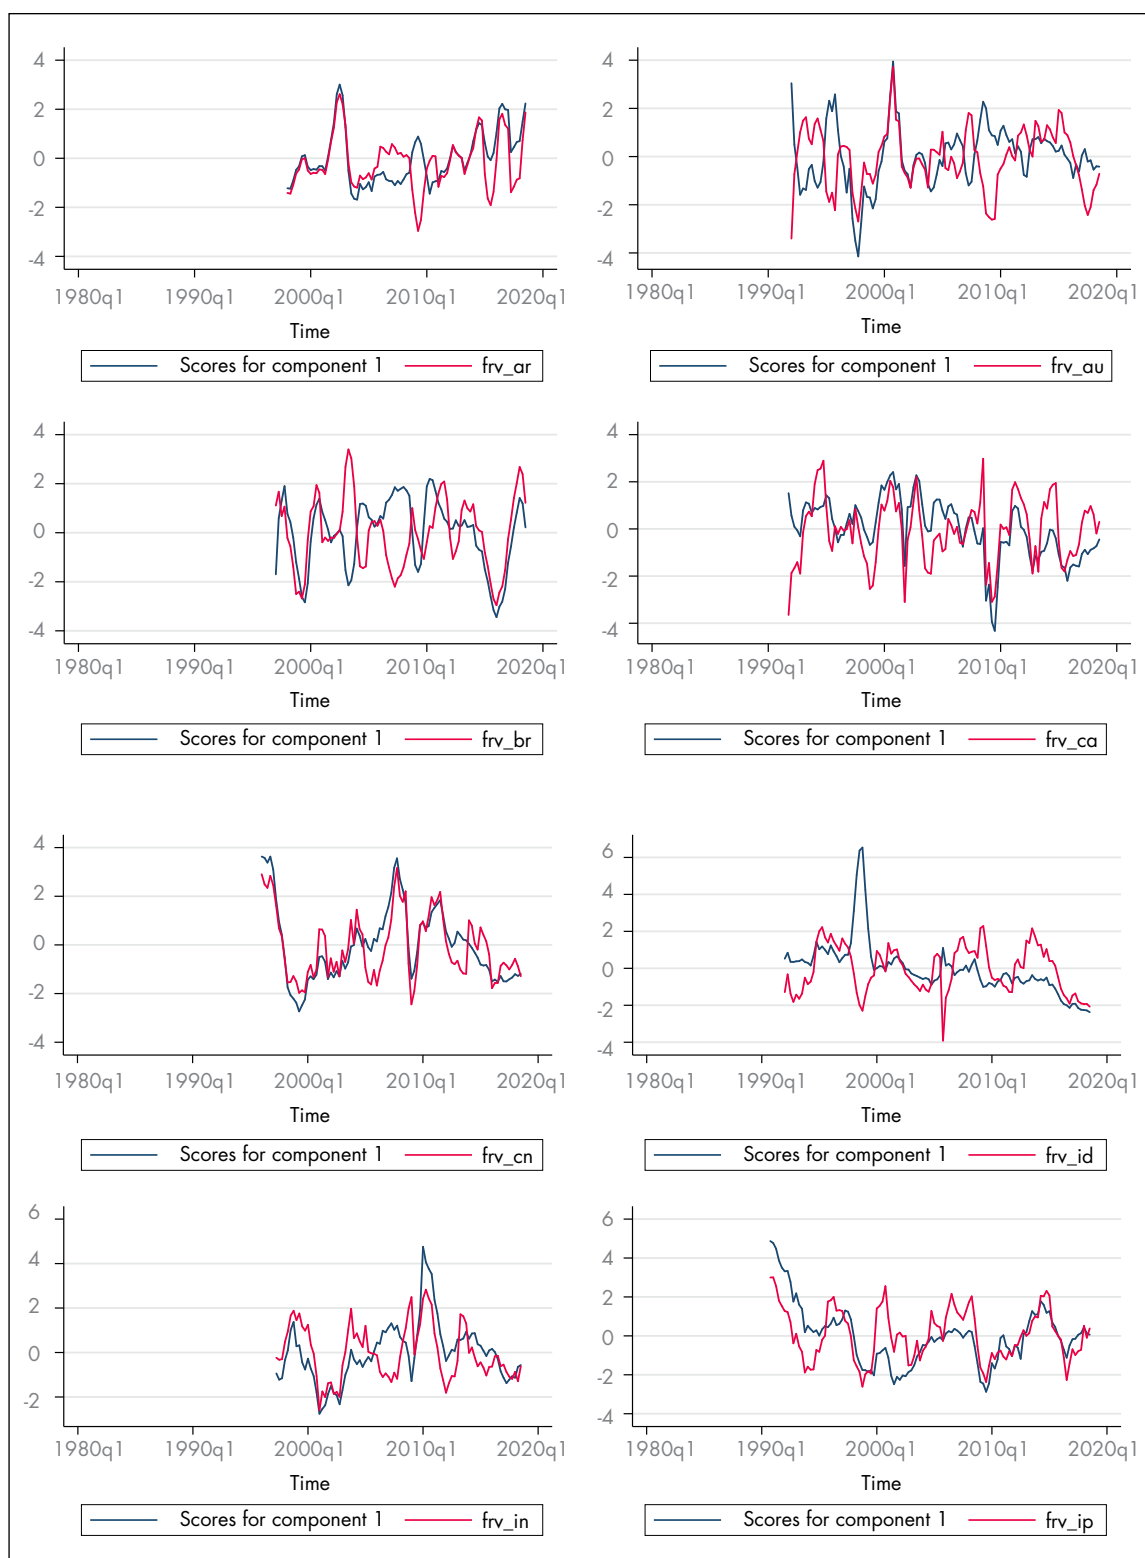 4
2
0
-2
-4
1980q1 1990q1 2000q1 2010q1 2020q1
Time
Scores for component 1 frv_ar
4
2
0
-2
-4
1980q1 1990q1 2000q1 2010q1 2020q1
Time
Scores for component 1 frv_au
4
2
0
-2
-4
1980q1 1990q1 2000q1 2010q1 2020q1
Time
Scores for component 1 frv_br
4
2
0
-2
-4
1980q1 1990q1 2000q1 2010q1 2020q1
Time
Scores for component 1 frv_ca
4
2
0
-2
-4
1980q1 1990q1 2000q1 2010q1 2020q1
Time
Scores for component 1 frv_cn
6
4
2
0
-2
-4
1980q1 1990q1 2000q1 2010q1 2020q1
Time
Scores for component 1 frv_id
6
4
2
0
-2
1980q1 1990q1 2000q1 2010q1 2020q1
Time
Scores for component 1 frv_in
6
4
2
0
-2
-4
1980q1 1990q1 2000q1 2010q1 2020q1
Time
Scores for component 1 frv_ip